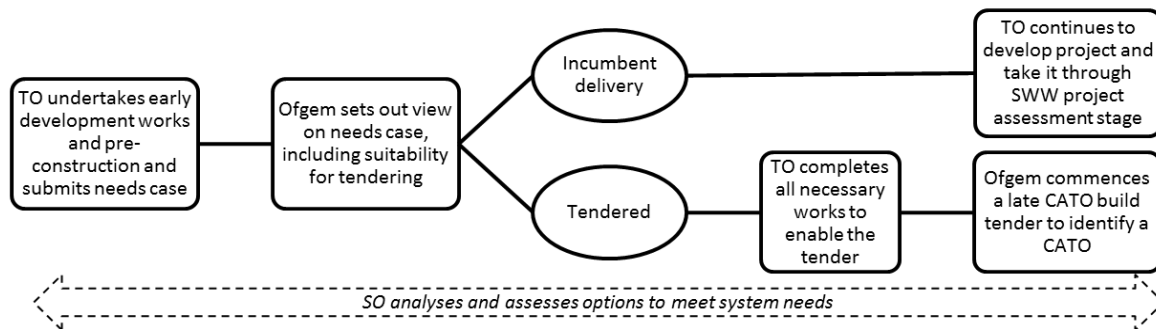 TO undertakes early
development works
and pre-
construction and
submits needs case
Ofgem sets out view
on needs case,
including suitability
for tendering
Incumbent
delivery
TO continues to
develop project and
take it through
SWW project
assessment stage
Tendered
TO completes
all necessary
works to
enable the
tender
Ofgem commences
a late CATO build
tender to identify a
CATO
SO analyses and assesses options to meet system needs